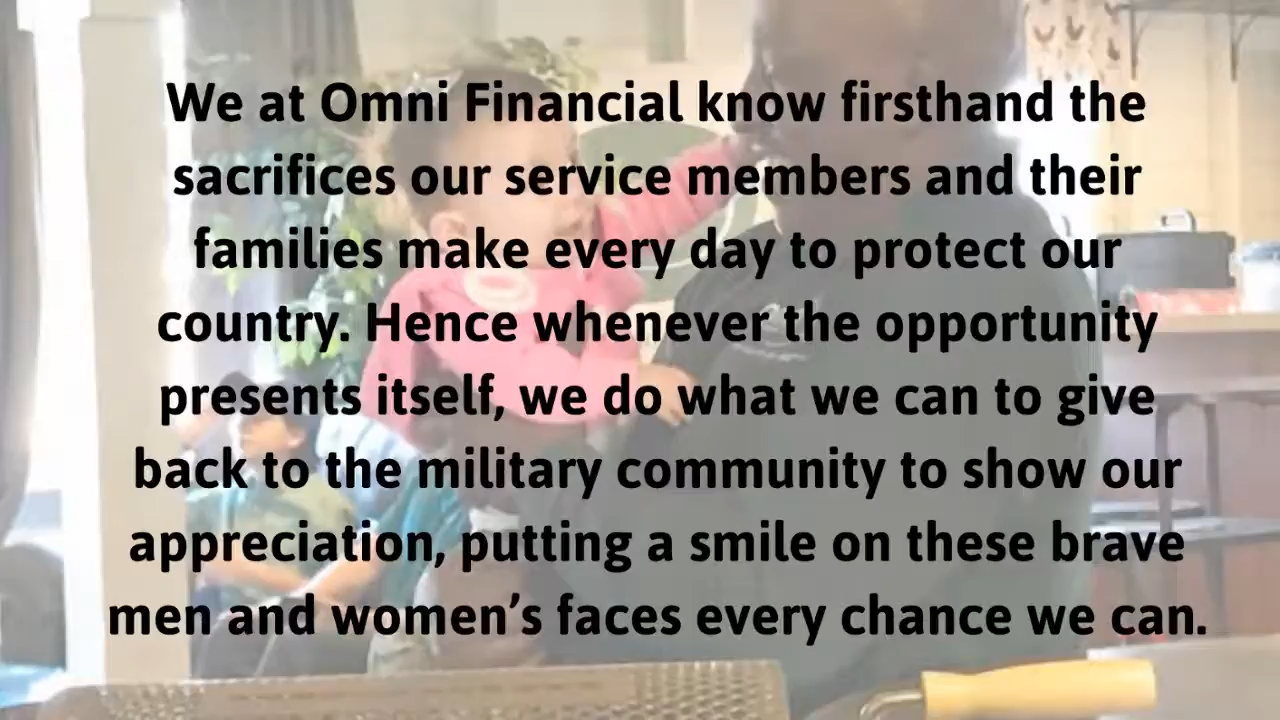 We at Omni Financial know firsthand the
sacrifices our service members and their
families make every day to protect our
country. Hence whenever the opportunity
presents itself, we do what we can to give
back to the military community to show our
appreciation, putting a smile on these brave
men and women’s faces every chance we can.